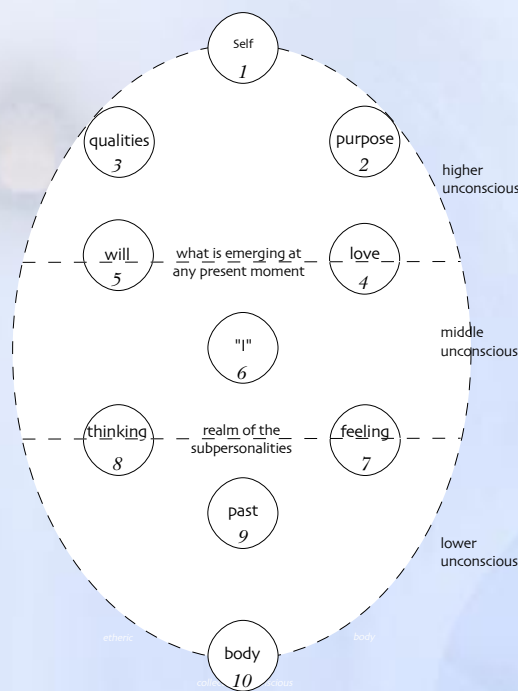 Self
1
qualities
3
purpose
2
higher
unconscious
will
5
what is emerging at
any present moment
love
4
"I"
6
middle
unconscious
thinking
8
realm of the
subpersonalities
feeling
7
past
9
lower
unconscious
etheric
body
body
10